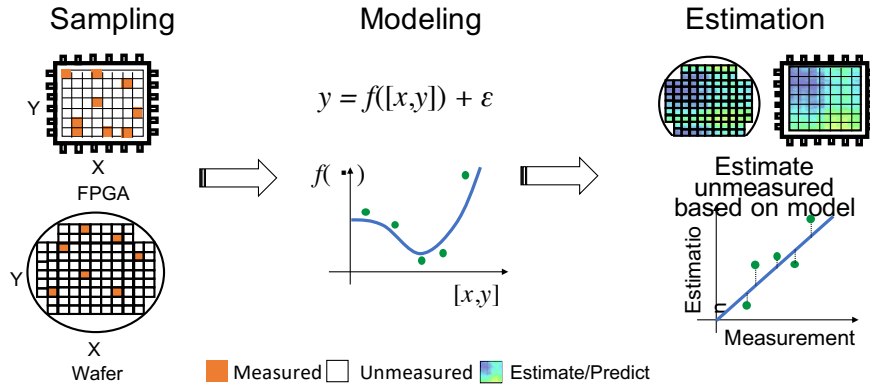 Sampling
Modeling
Estimation
Y
X
FPGA
Y
X
Wafer
y = f([x,y]) + ε
f( ▪ )
[x,y]
Estimate
unmeasured
based on model
Estimatio
n
Measurement
Measured
Unmeasured
Estimate/Predict